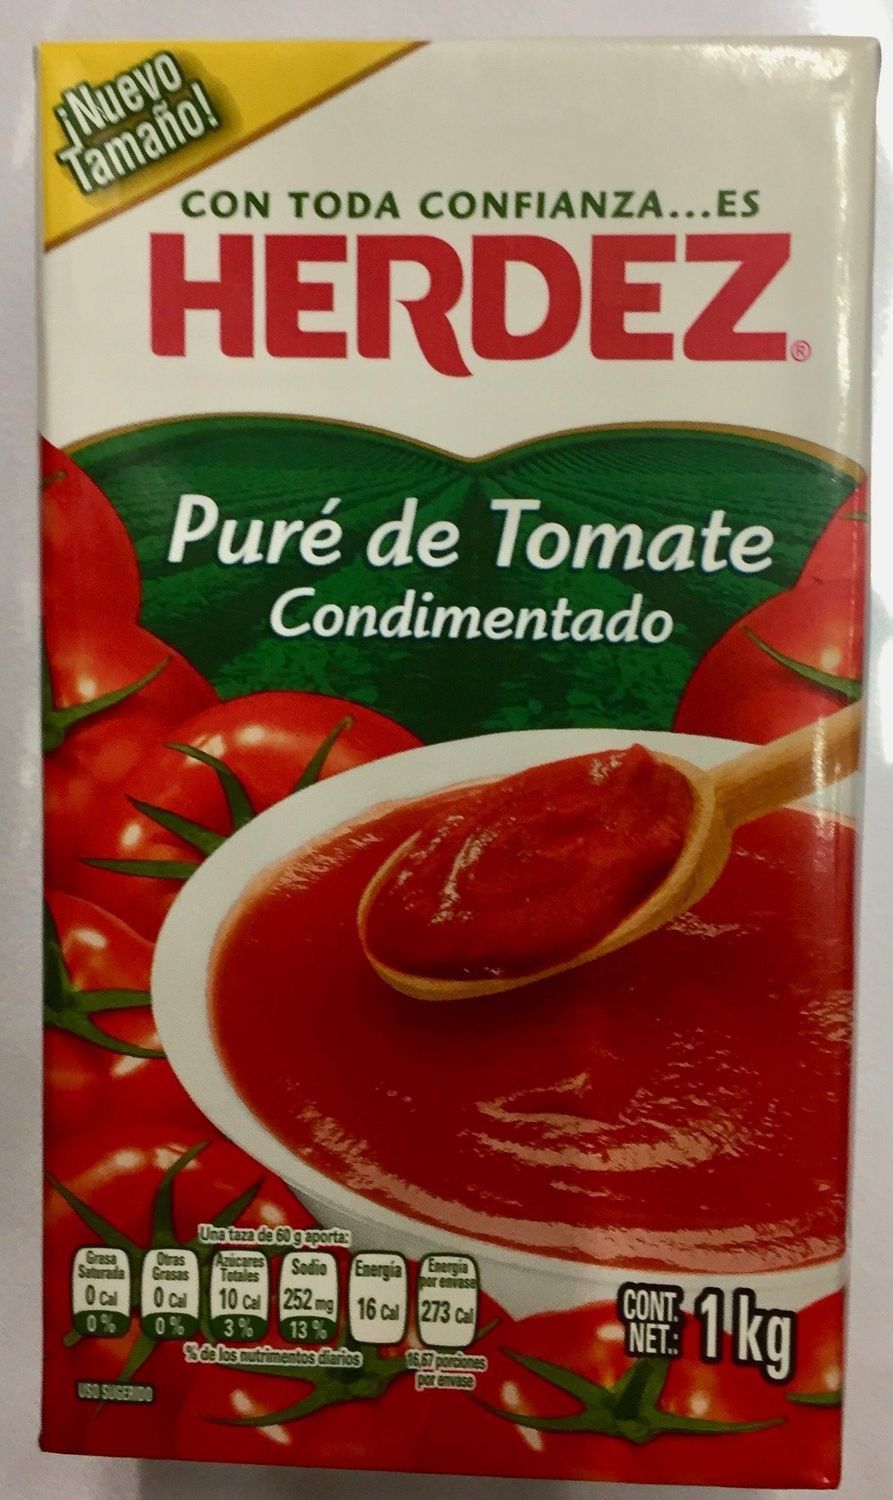 ¡Nuevo
Tamaño!
CON TODA CONFIANZA...ES
HERDEZ®
Puré de Tomate
Condimentado
Una taza de 60 g aporta:
Grasa
Saturada
0 Cal
0%
Otras
Grasas
0 Cal
0%
Azúcares
Totales
10 Cal
3%
Sodio
252 mg
13%
Energía
16 Cal
Energía
por envase
273 Cal
% de los nutrimentos diarios
16,67 porciones
por envase
USO SUGERIDO
CONT.
NET.: 1 kg